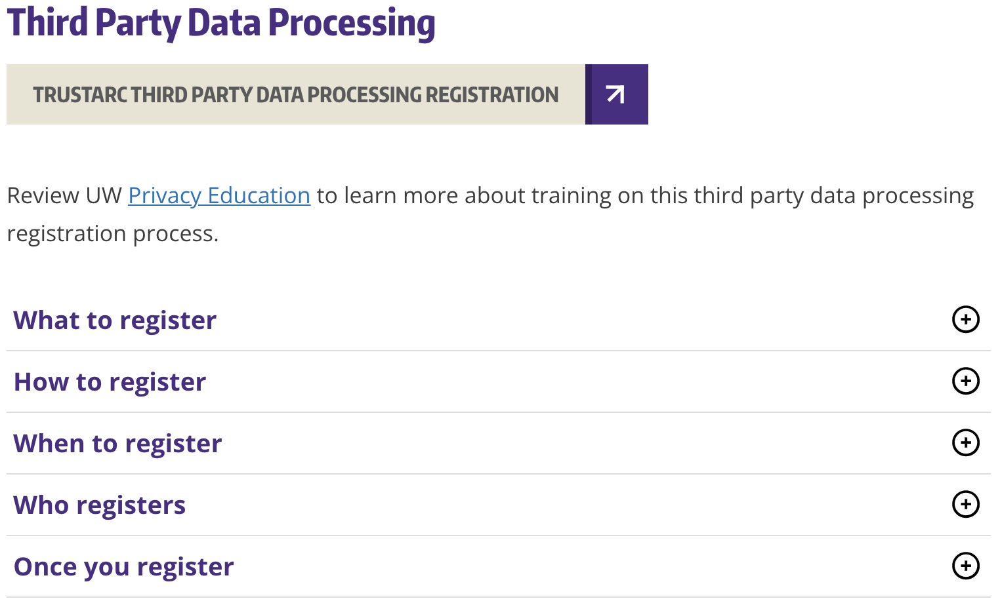 Third Party Data Processing
TRUSTARC THIRD PARTY DATA PROCESSING REGISTRATION
Review UW Privacy Education to learn more about training on this third party data processing
registration process.
What to register
How to register
When to register
Who registers
Once you register